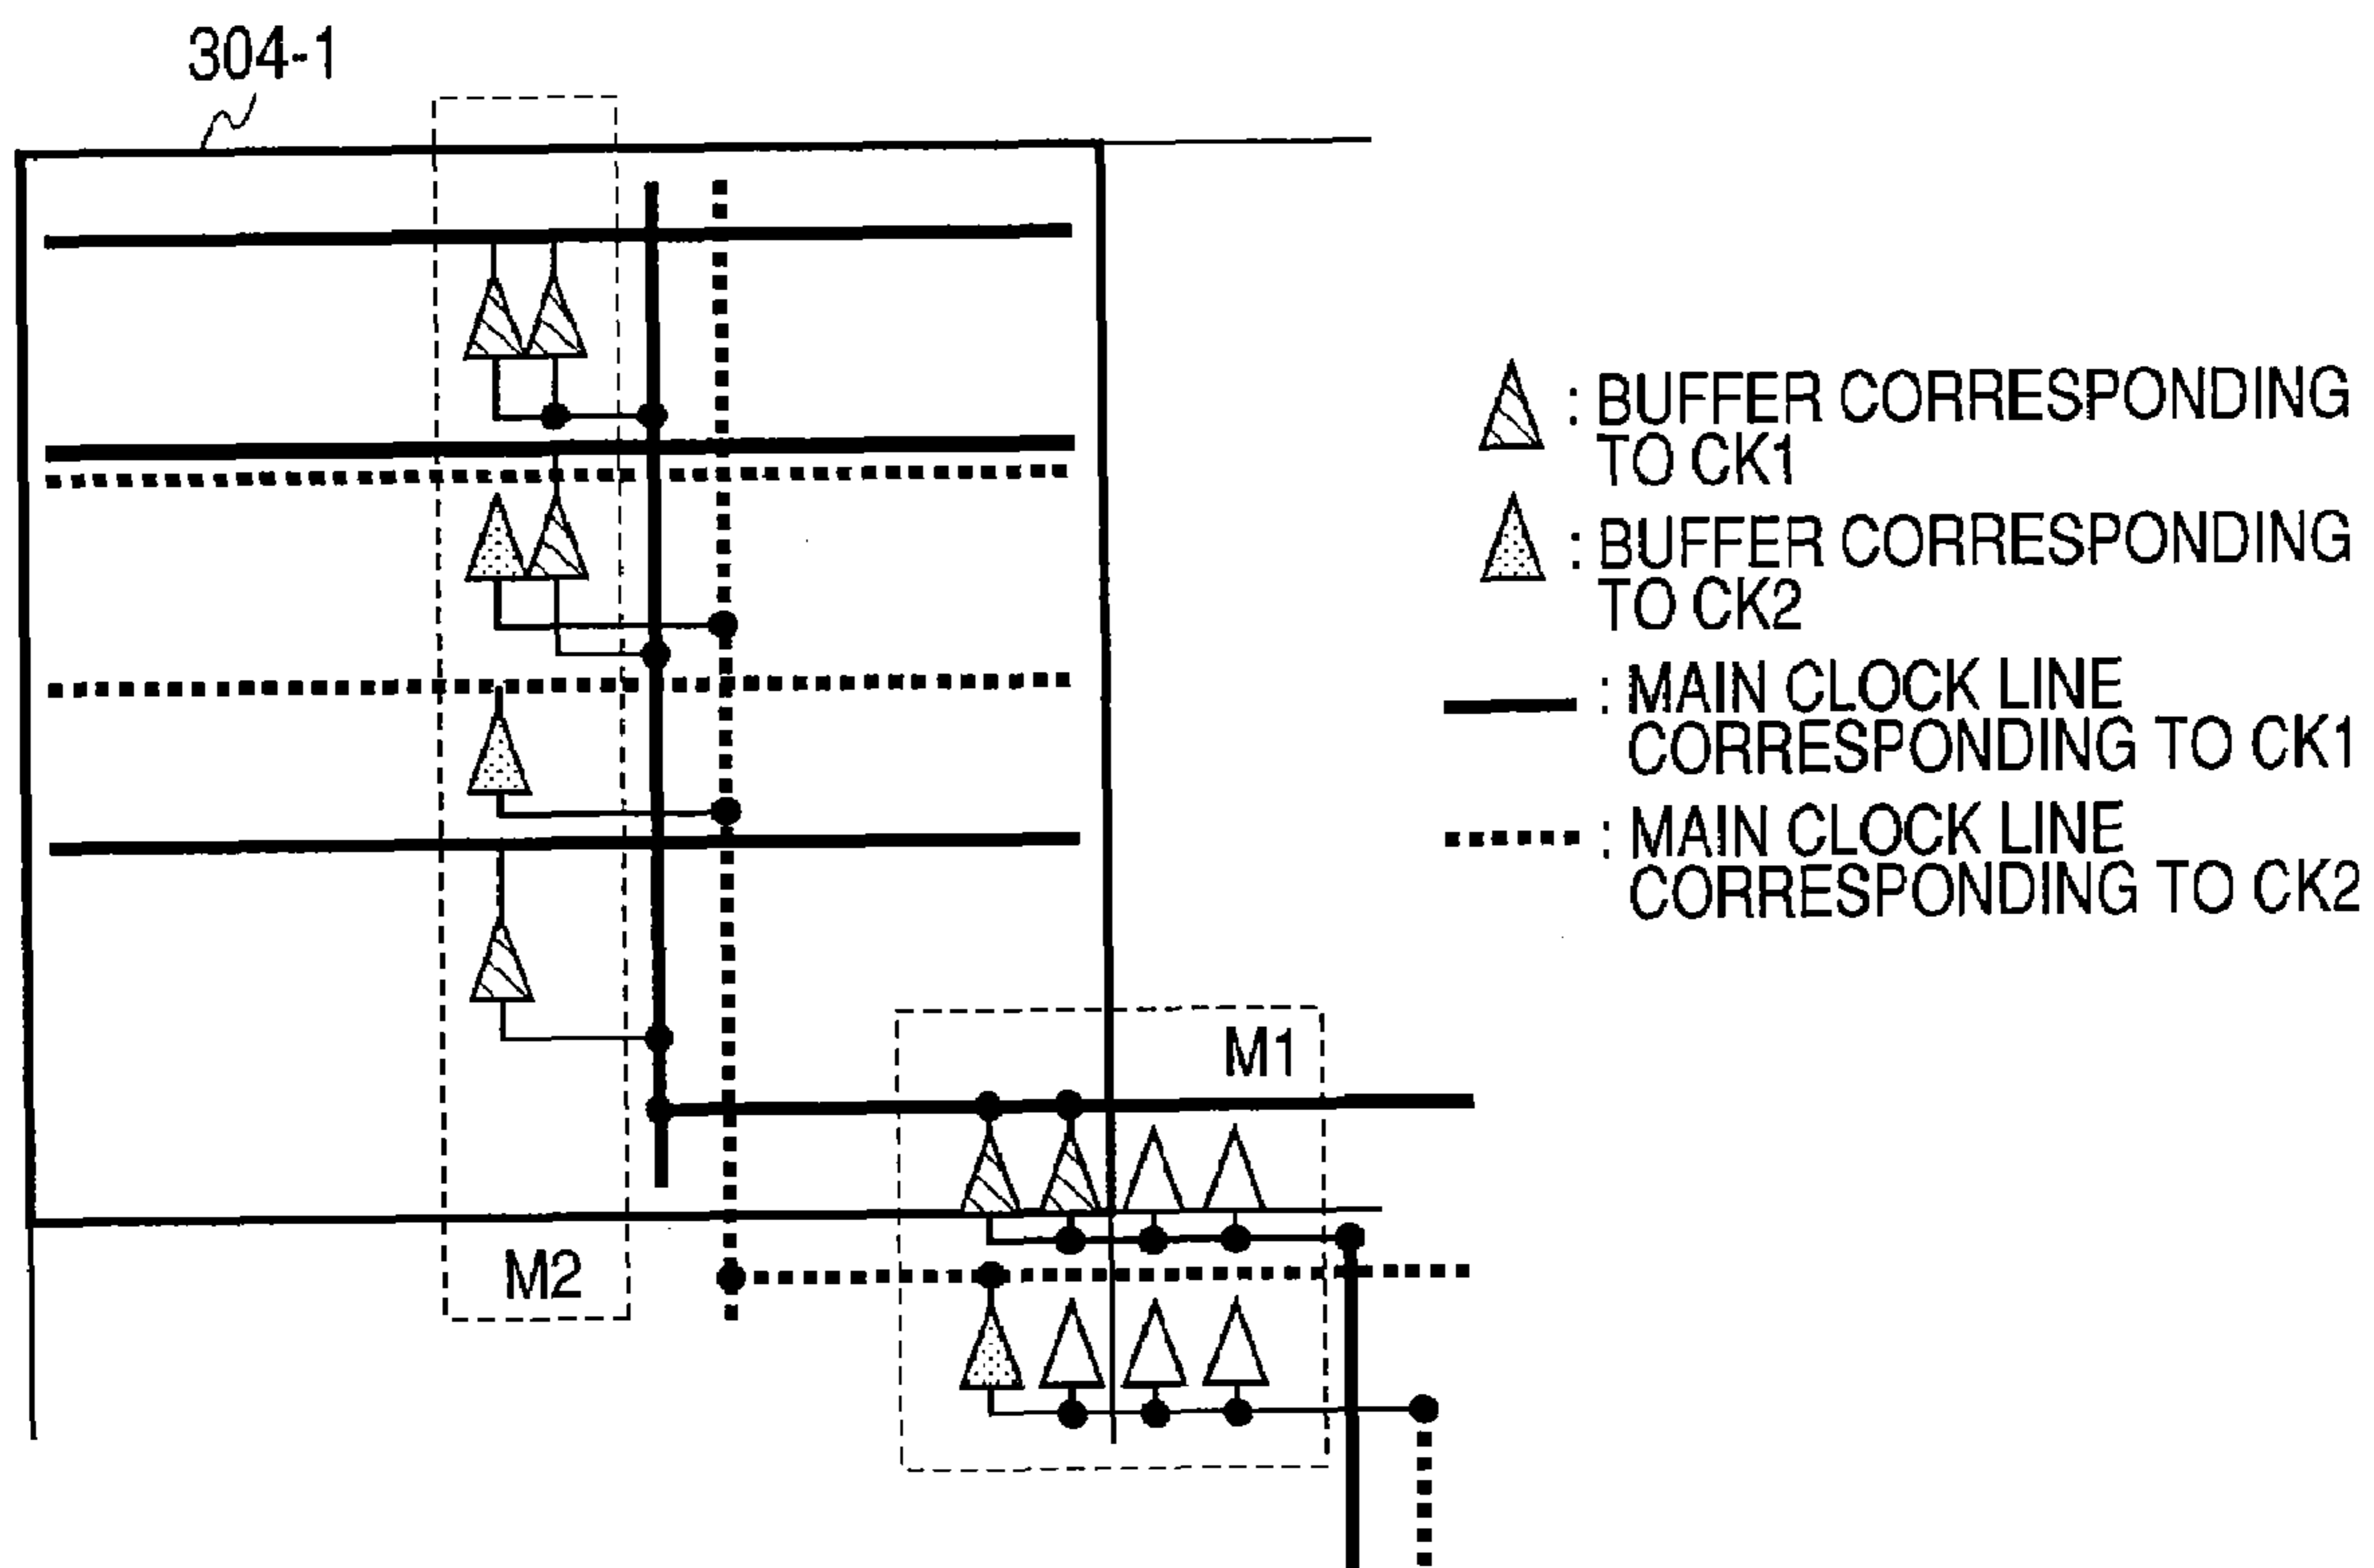 304-1
: BUFFER CORRESPONDING
TO CK1
: BUFFER CORRESPONDING
TO CK2
: MAIN CLOCK LINE
CORRESPONDING TO CK1
: MAIN CLOCK LINE
CORRESPONDING TO CK2
M1
M2